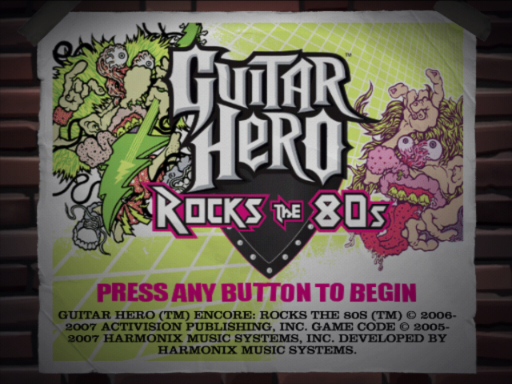 GUITAR
HERO
ROCKS THE 80s
PRESS ANY BUTTON TO BEGIN
GUITAR HERO (TM) ENCORE: ROCKS THE 80S (TM) © 2006-
2007 ACTIVISION PUBLISHING, INC. GAME CODE © 2005-
2007 HARMONIX MUSIC SYSTEMS, INC. DEVELOPED BY
HARMONIX MUSIC SYSTEMS.